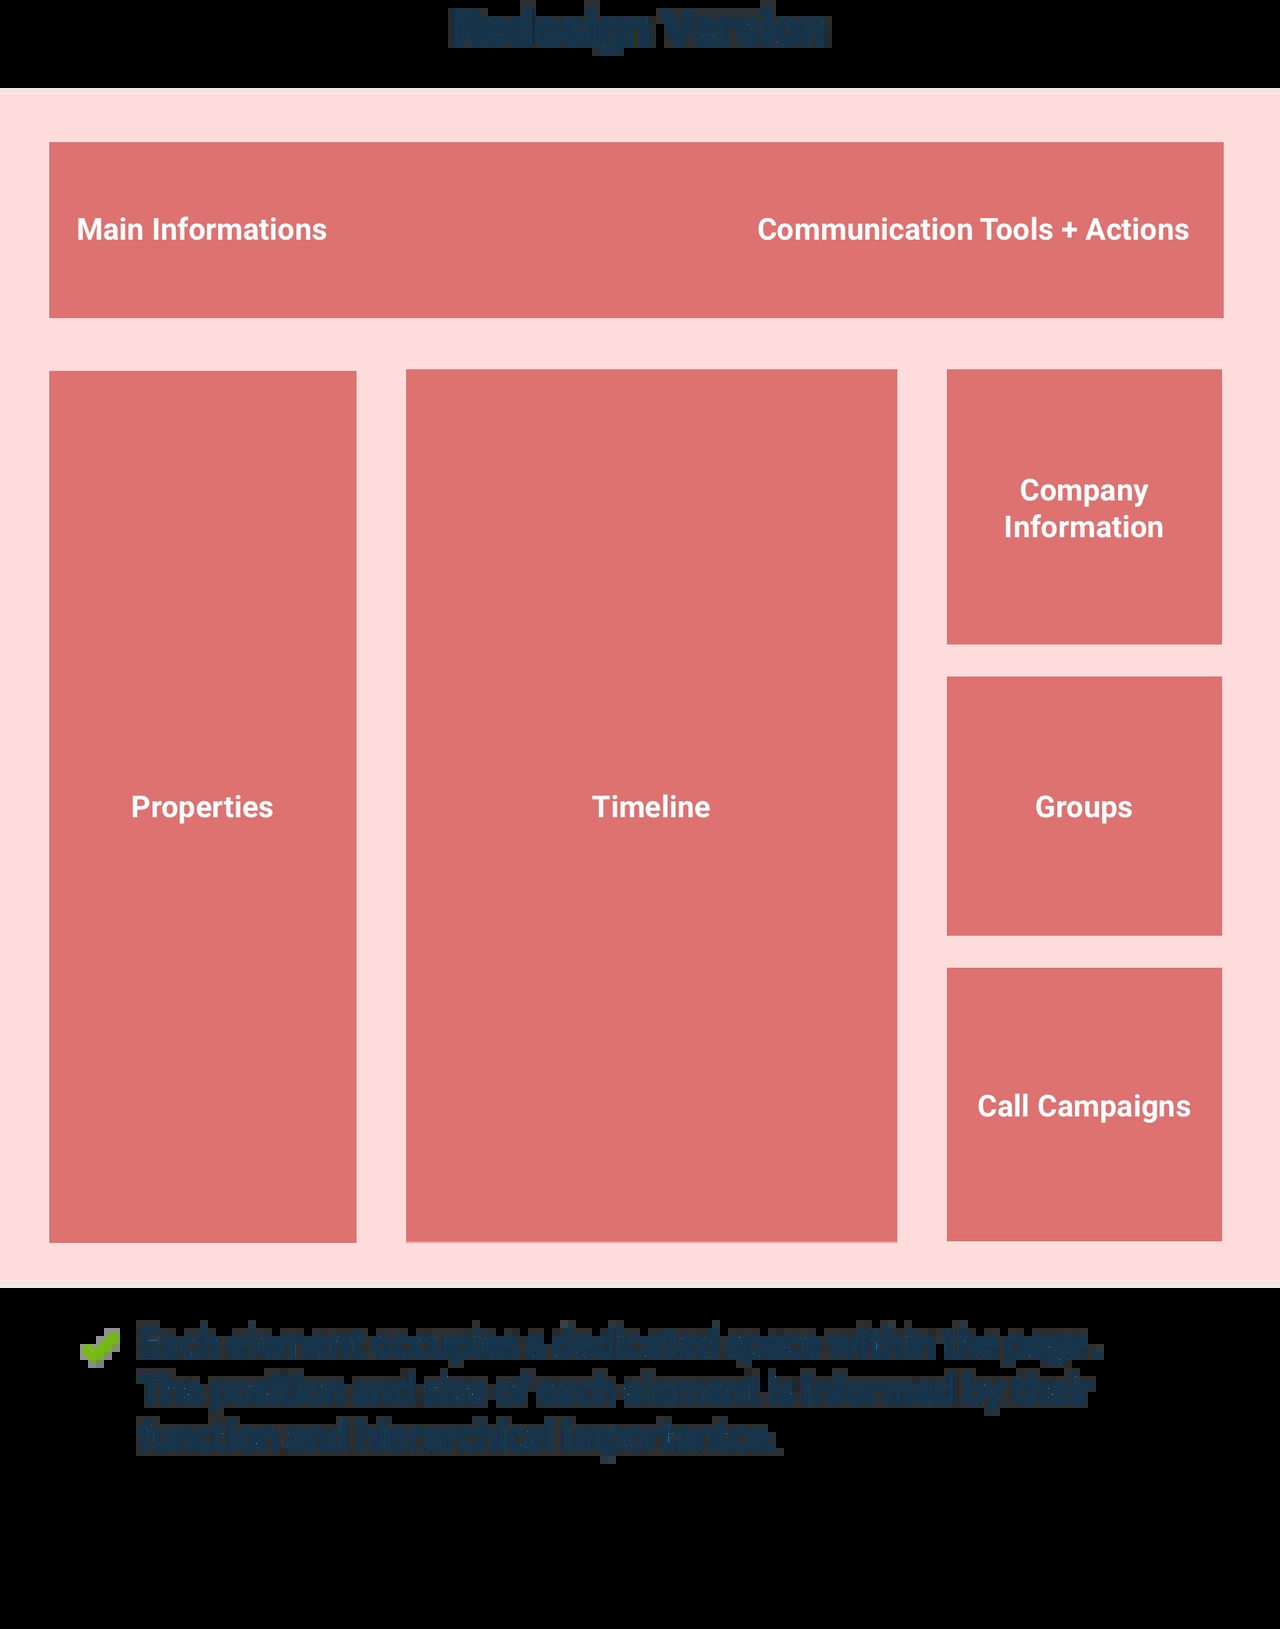 Redesign Version
Main Informations
Communication Tools + Actions
Properties
Timeline
Company
Information
Groups
Call Campaigns
Each element occupies a dedicated space within the page.
The position and size of each element is informed by their
function and hierarchical